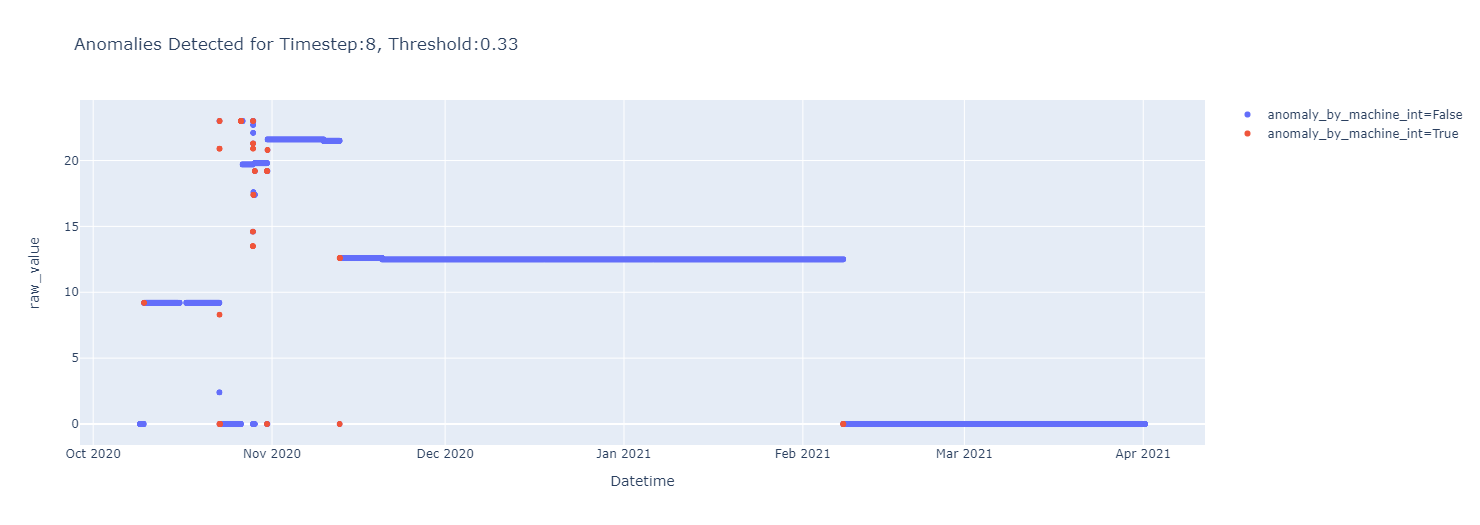 Anomalies Detected for Timestep:8, Threshold:0.33
anomaly_by_machine_int=False
anomaly_by_machine_int=True
raw_value
20
15
10
5
0
Oct 2020 Nov 2020 Dec 2020 Jan 2021 Feb 2021 Mar 2021 Apr 2021
Datetime